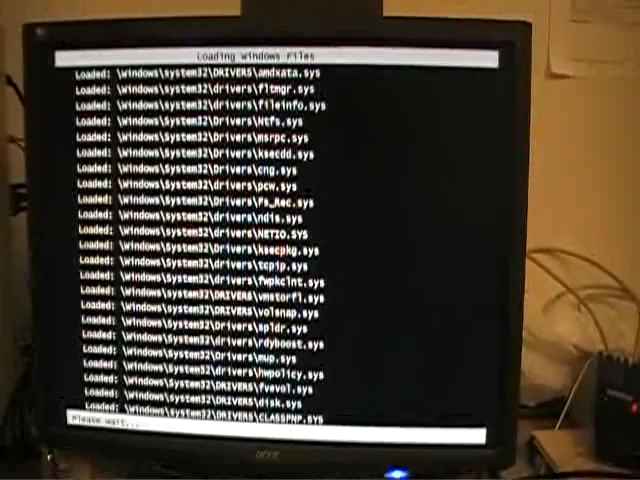 Loading Windows Files
Loaded: \Windows\system32\DRIVERS\amdxata.sys
Loaded: \Windows\system32\drivers\fltmgr.sys
Loaded: \Windows\system32\drivers\fileinfo.sys
Loaded: \Windows\System32\Drivers\Ntfs.sys
Loaded: \Windows\System32\Drivers\msrpc.sys
Loaded: \Windows\System32\Drivers\ksecdd.sys
Loaded: \Windows\System32\Drivers\cng.sys
Loaded: \Windows\System32\drivers\pcw.sys
Loaded: \Windows\System32\Drivers\Fs_Rec.sys
Loaded: \Windows\system32\drivers\ndis.sys
Loaded: \Windows\system32\drivers\NETIO.SYS
Loaded: \Windows\System32\Drivers\ksecpkg.sys
Loaded: \Windows\System32\drivers\tcpip.sys
Loaded: \Windows\System32\drivers\fwpkclnt.sys
Loaded: \Windows\system32\DRIVERS\vmstorfl.sys
Loaded: \Windows\system32\DRIVERS\volsnap.sys
Loaded: \Windows\System32\Drivers\spldr.sys
Loaded: \Windows\System32\drivers\rdyboost.sys
Loaded: \Windows\System32\Drivers\mup.sys
Loaded: \Windows\System32\drivers\hwpolicy.sys
Loaded: \Windows\System32\DRIVERS\fvevol.sys
Loaded: \Windows\system32\DRIVERS\disk.sys
Loaded: \Windows\system32\DRIVERS\CLASSPNP.SYS
Please wait...
acer